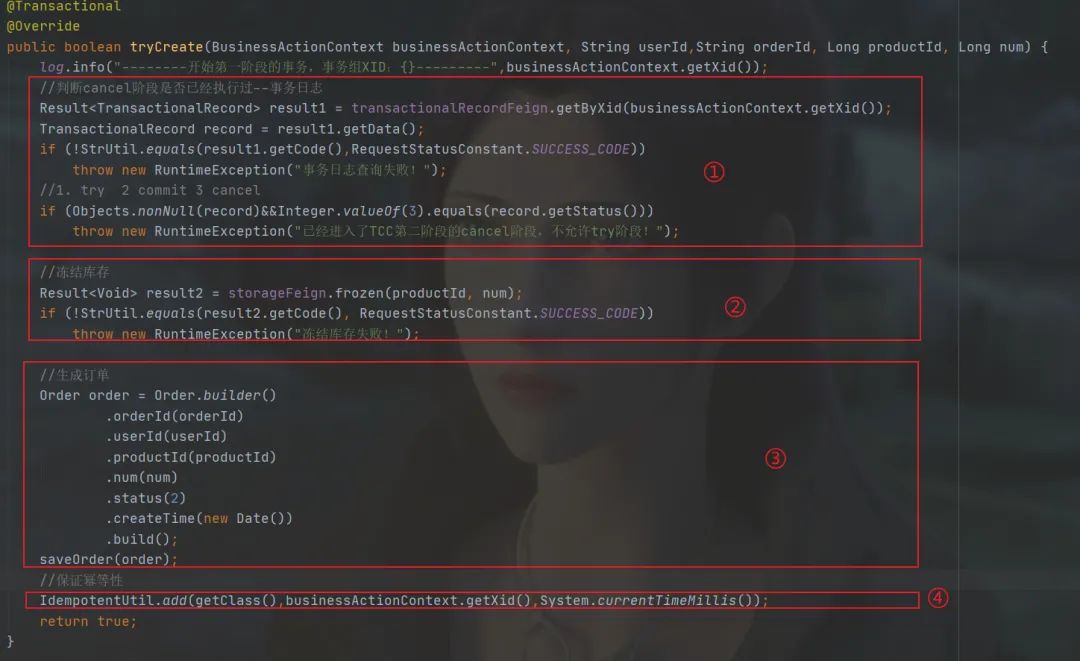 @Transactional
@Override
public boolean tryCreate(BusinessActionContext businessActionContext, String userId,String orderId, Long productId, Long num) {
log.info("--------开始第一阶段的事务，事务组XID：{}---------",businessActionContext.getXid());
//判断cancel阶段是否已经执行过--事务日志
Result<TransactionalRecord> result1 = transactionalRecordFeign.getByXid(businessActionContext.getXid());
TransactionalRecord record = result1.getData();
if (!StrUtil.equals(result1.getCode(),RequestStatusConstant.SUCCESS_CODE))
throw new RuntimeException("事务日志查询失败！");
①
//1. try  2 commit 3 cancel
if (Objects.nonNull(record)&&Integer.valueOf(3).equals(record.getStatus()))
throw new RuntimeException("已经进入了TCC第二阶段的cancel阶段，不允许try阶段！");
//冻结库存
Result<Void> result2 = storageFeign.frozen(productId, num);
②
if (!StrUtil.equals(result2.getCode(), RequestStatusConstant.SUCCESS_CODE))
throw new RuntimeException("冻结库存失败！");
//生成订单
Order order = Order.builder()
.orderId(orderId)
.userId(userId)
.productId(productId)
③
.num(num)
.status(2)
.createTime(new Date())
.build();
saveOrder(order);
//保证幂等性
IdempotentUtil.add(getClass(),businessActionContext.getXid(),System.currentTimeMillis());
④
return true;
}